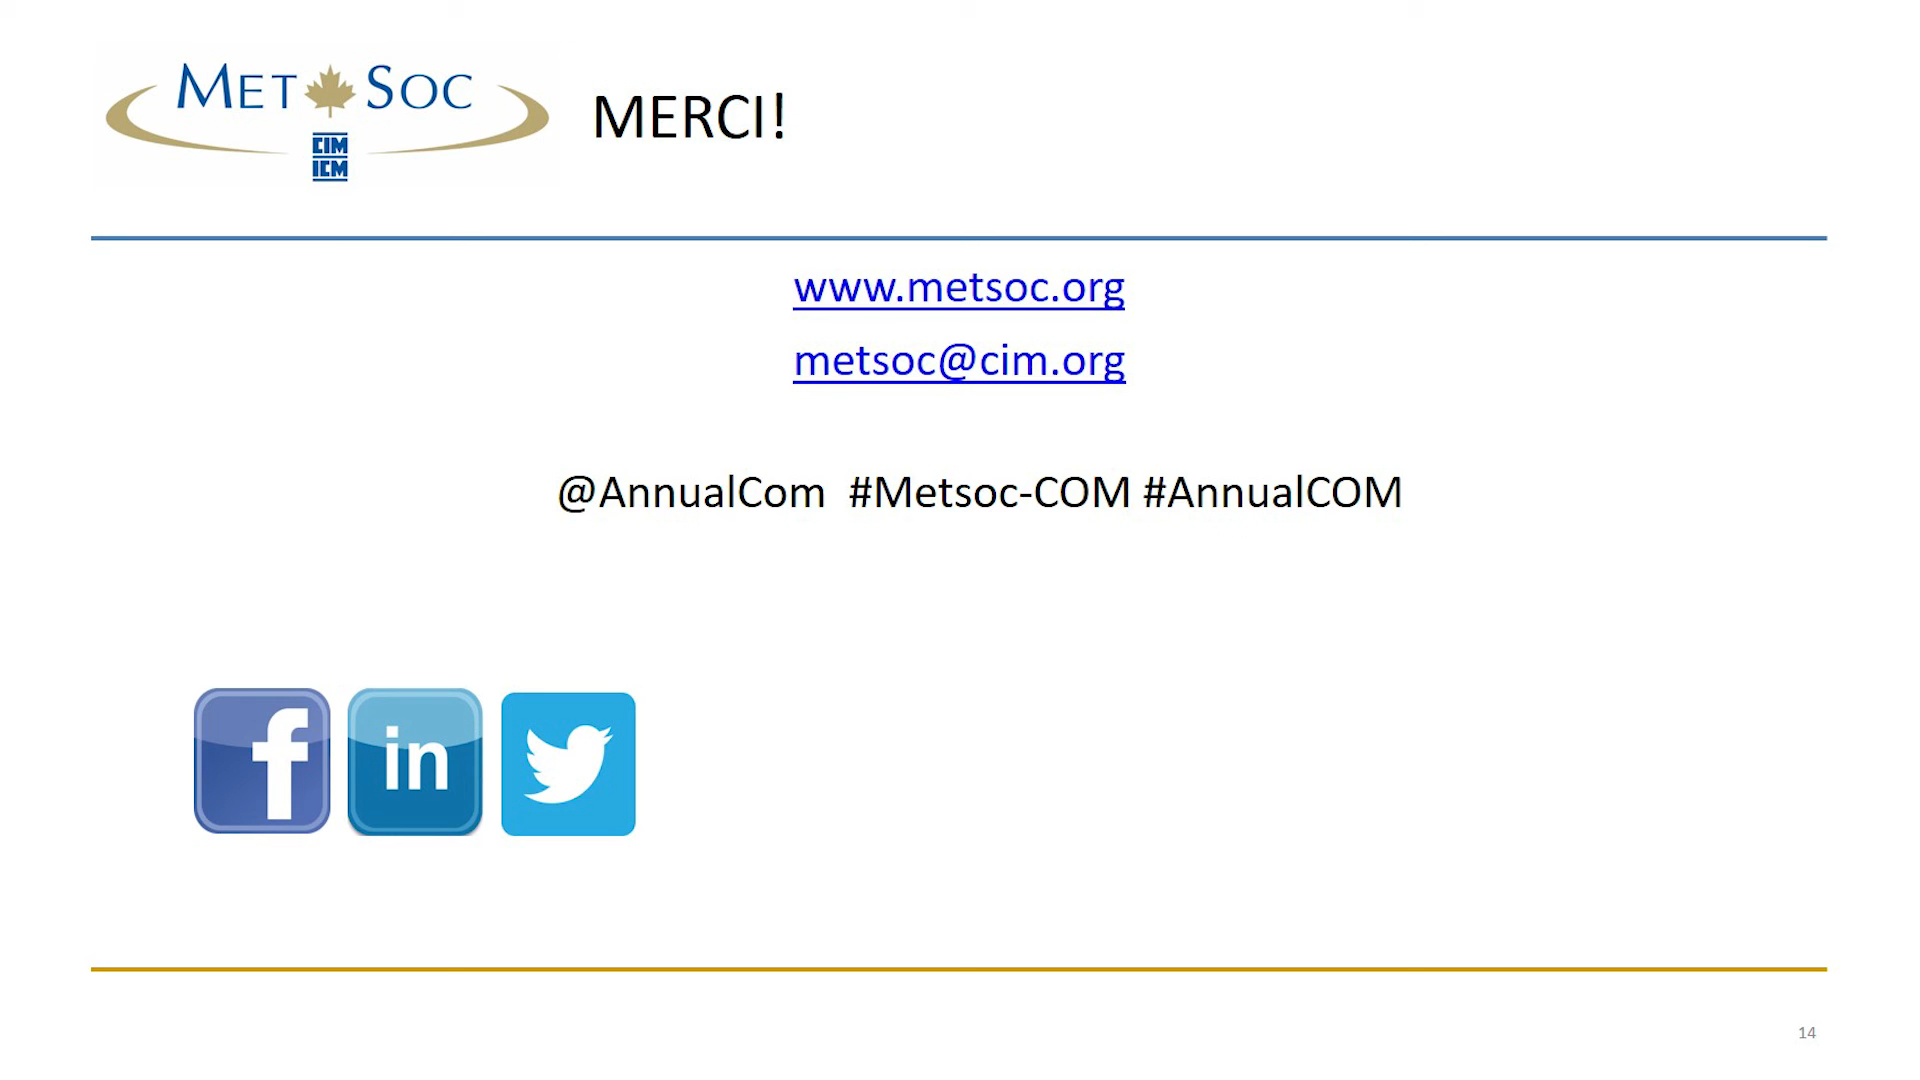 MET SOC
CIM
ICM
MERCI!
www.metsoc.org
metsoc@cim.org
@AnnualCom #Metsoc-COM #AnnualCOM
f in
14